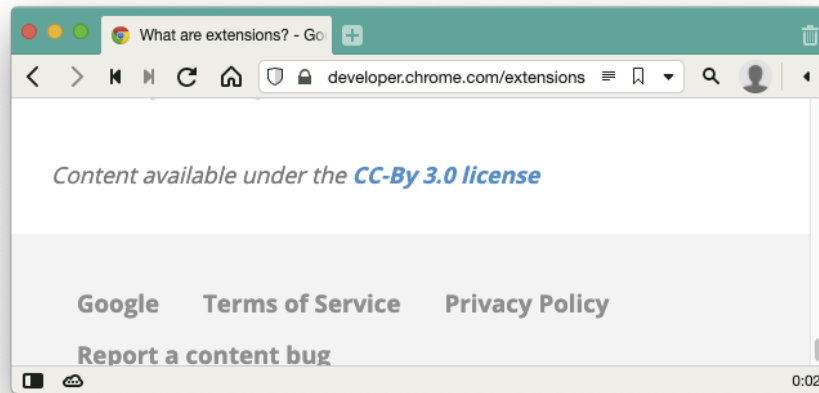 What are extensions? - Go
developer.chrome.com/extensions
Content available under the CC-By 3.0 license
Google Terms of Service Privacy Policy
Report a content bug
0:02